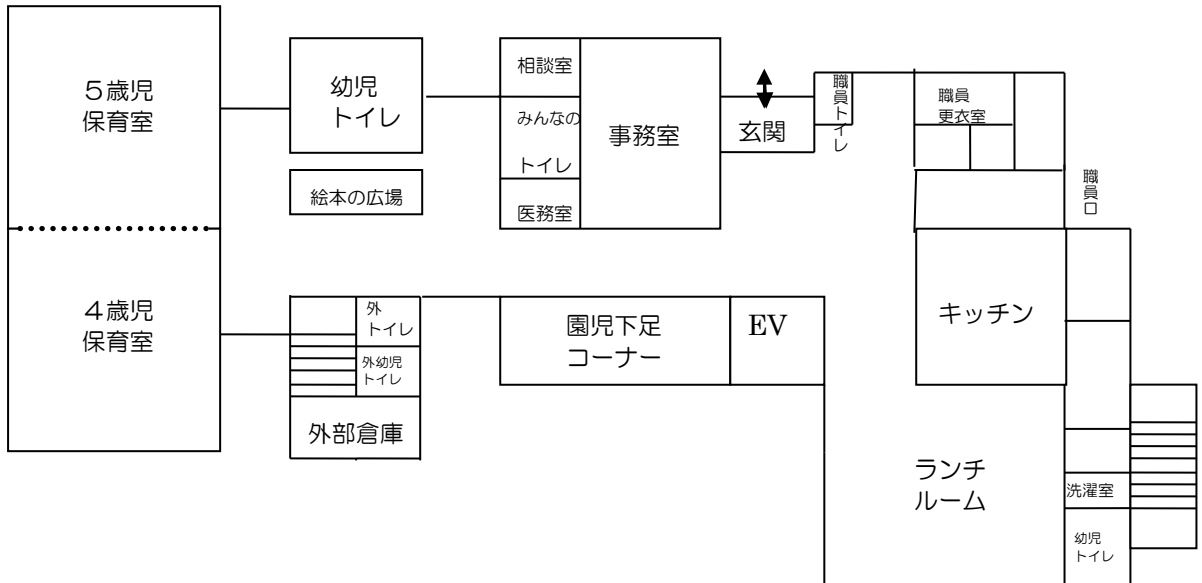 5歳児
保育室
幼児
トイレ
絵本の広場
相談室
みんなの
トイレ
医務室
事務室
玄関
職員トイレ
職員
更衣室
職員口
4歳児
保育室
外
トイレ
外幼児
トイレ
外部倉庫
園児下足
コーナー
EV
キッチン
ランチ
ルーム
洗濯室
幼児
トイレ